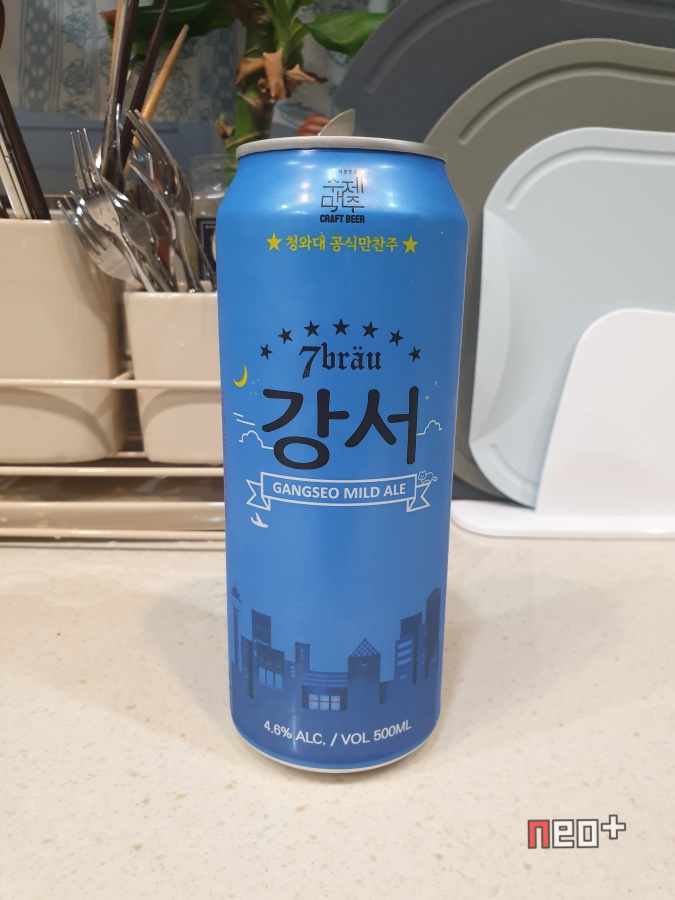 수제
맥주
CRAFT BEER
★ 청와대 공식만찬주 ★
7bräu
강서
GANGSEO MILD ALE
4.6% ALC. / VOL 500ML
neo+